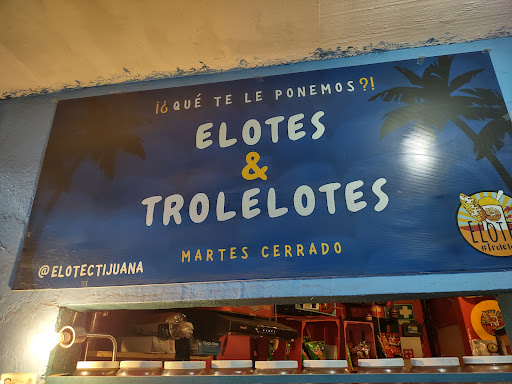 ¡¿QUÉ TE LE PONEMOS?!
ELOTES
&
TROLELOTES
MARTES CERRADO
@ELOTECTIJUANA